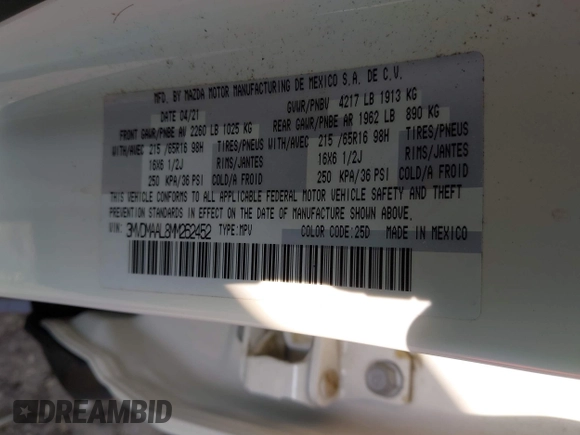 MFD. BY MAZDA MOTOR MANUFACTURING DE MEXICO S.A. DE C.V.
DATE 04/21 GVWR/PNBV 4217 LB 1913 KG
FRONT GAWR/PNBE AV 2260 LB 1025 KG REAR GAWR/PNBE AR 1962 LB 890 KG
WITH/AVEC 215 /65R16 98H TIRES/PNEUS WITH/AVEC 215 /65R16 98H TIRES/PNEUS
16X6 1/2J RIMS/JANTES 16X6 1/2J RIMS/JANTES
250 KPA/36 PSI COLD/A FROID 250 KPA/36 PSI COLD/A FROID
THIS VEHICLE CONFORMS TO ALL APPLICABLE FEDERAL MOTOR VEHICLE SAFETY AND THEFT
PREVENTION STANDARDS IN EFFECT ON THE DATE OF MANUFACTURE SHOWN ABOVE.
VIN: 3MVDMAAL8MM252452 TYPE:MPV COLOR CODE:25D MADE IN MEXICO
DREAMBID